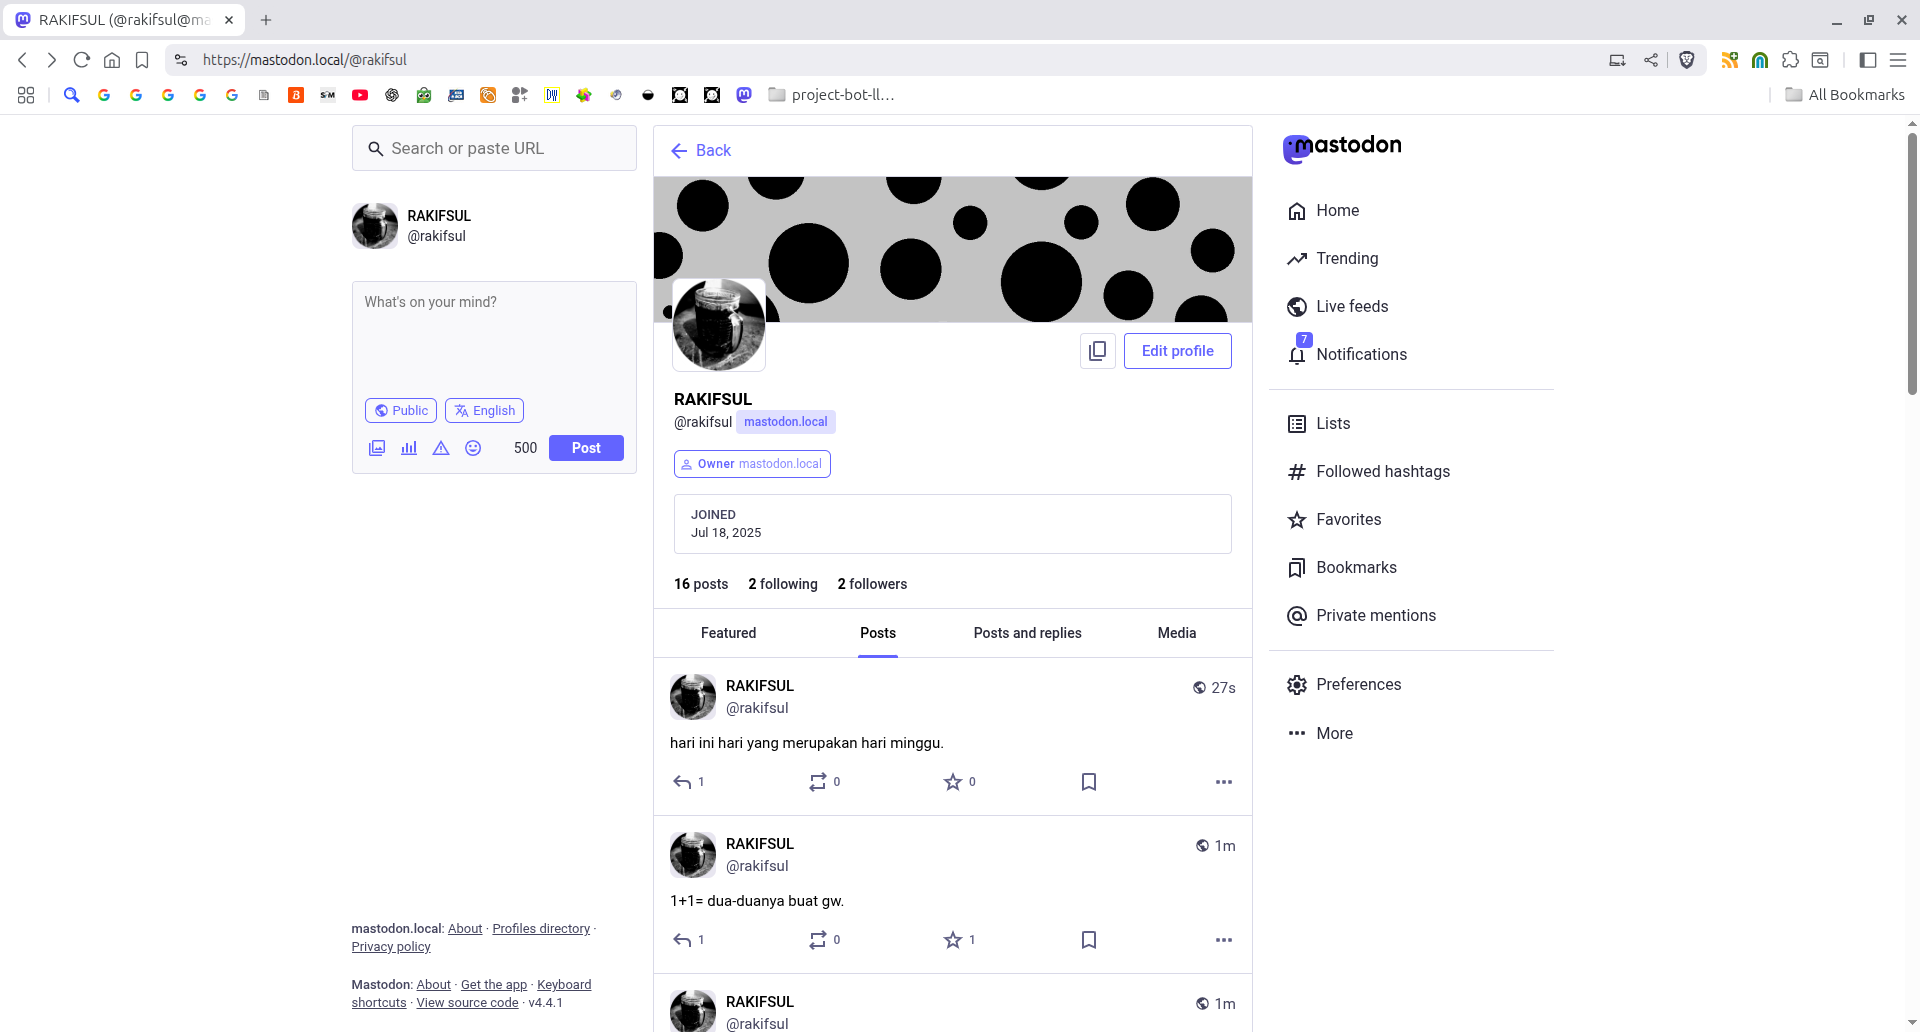 RAKIFSUL (@rakifsul@ma
https://mastodon.local/@rakifsul
project-bot-ll...
All Bookmarks
Search or paste URL
RAKIFSUL
@rakifsul
What's on your mind?
Public
English
500
Post
mastodon.local: About · Profiles directory ·
Privacy policy
Mastodon: About · Get the app · Keyboard
shortcuts · View source code · v4.4.1
Back
Edit profile
RAKIFSUL
@rakifsul mastodon.local
Owner mastodon.local
JOINED
Jul 18, 2025
16 posts 2 following 2 followers
Featured Posts Posts and replies Media
RAKIFSUL
27s
@rakifsul
hari ini hari yang merupakan hari minggu.
1 0 0
RAKIFSUL
1m
@rakifsul
1+1= dua-duanya buat gw.
1 0 1
RAKIFSUL
1m
@rakifsul
mastodon
Home
Trending
Live feeds
7
Notifications
Lists
Followed hashtags
Favorites
Bookmarks
Private mentions
Preferences
More